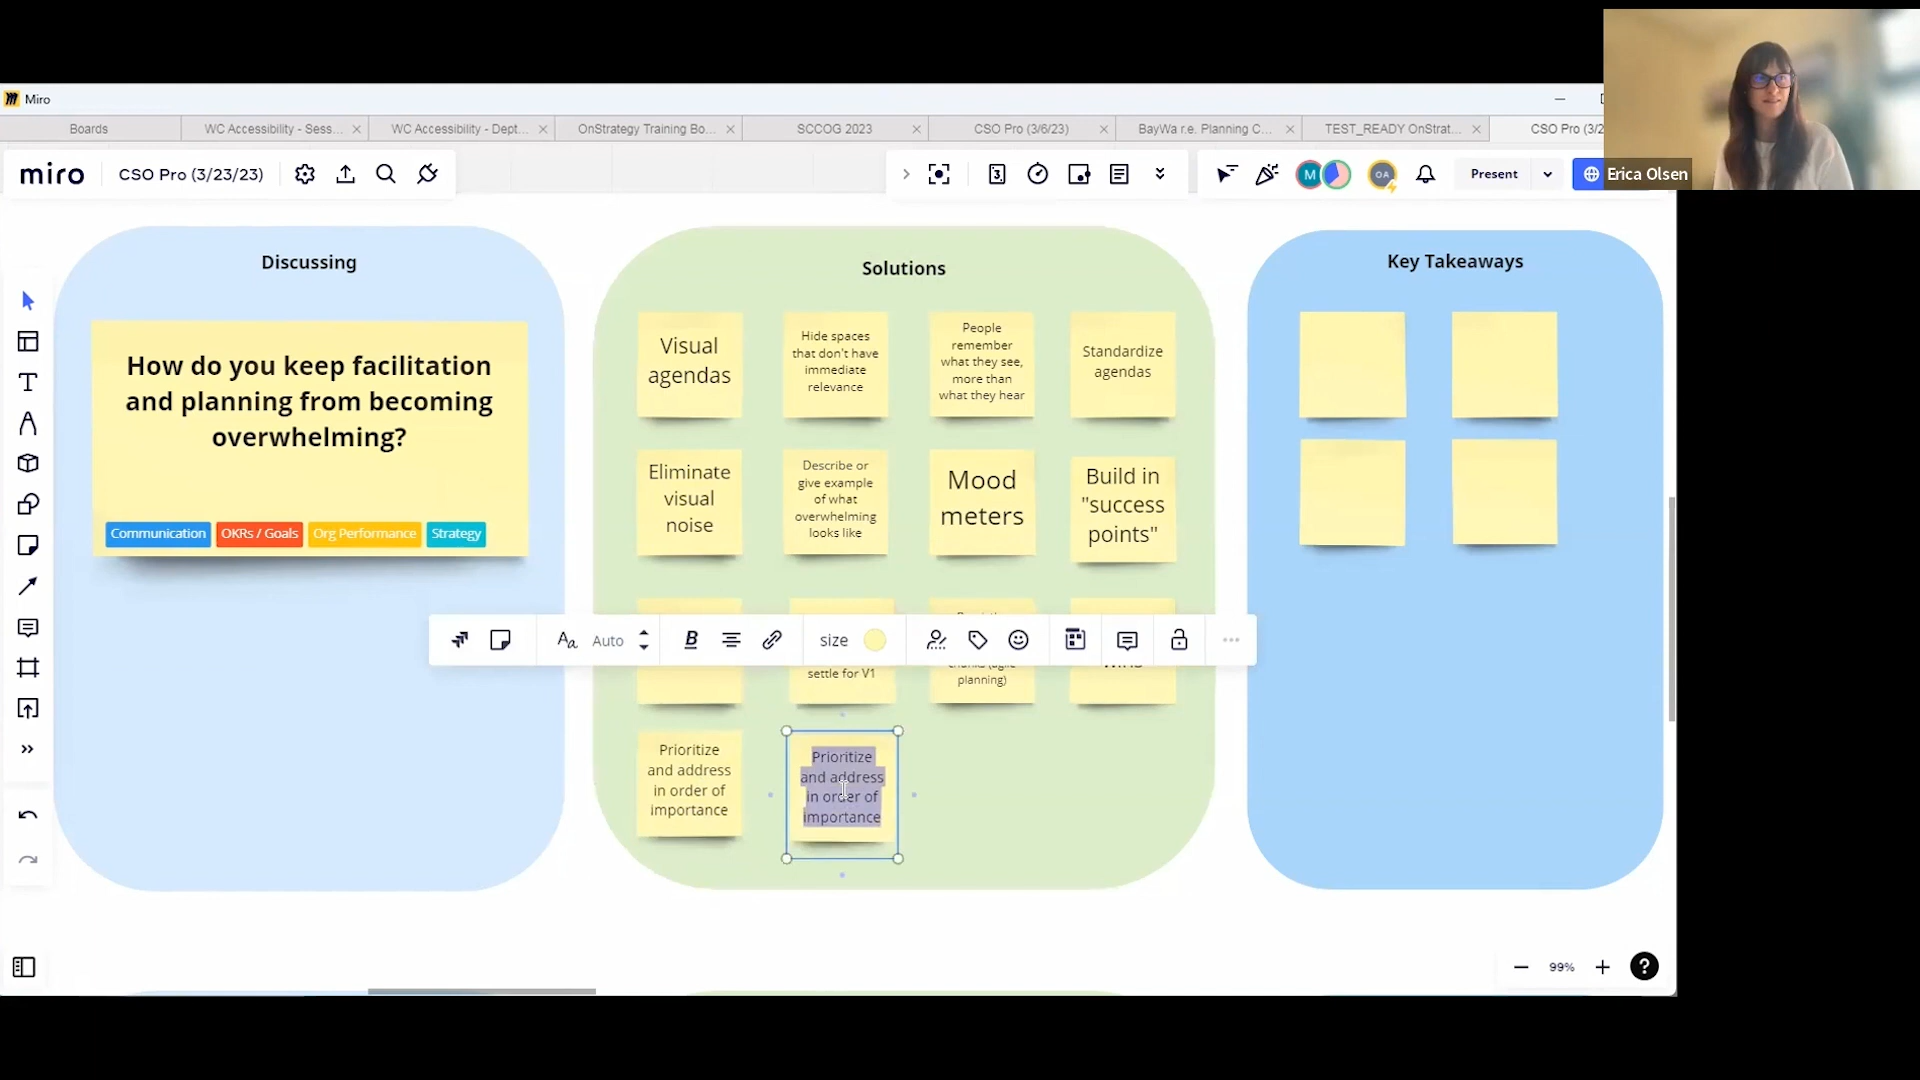 Miro
Boards
WC Accessibility - Sess...
WC Accessibility - Dept...
OnStrategy Training Bo...
SCCOG 2023
CSO Pro (3/6/23)
BayWa r.e. Planning C...
TEST_READY OnStrat...
CSO Pro (3/2
miro
CSO Pro (3/23/23)
3
M
OA
Present
Erica Olsen
Discussing
How do you keep facilitation
and planning from becoming
overwhelming?
Communication
OKRs / Goals
Org Performance
Strategy
Solutions
Visual
agendas
Hide spaces
that don't have
immediate
relevance
People
remember
what they see,
more than
what they hear
Standardize
agendas
Eliminate
visual
noise
Describe or
give example
of what
overwhelming
looks like
Mood
meters
Build in
"success
points"
Aa
Auto
B
size
settle for V1
planning)
Prioritize
and address
in order of
importance
Prioritize
and address
in order of
importance
Key Takeaways
99%
?